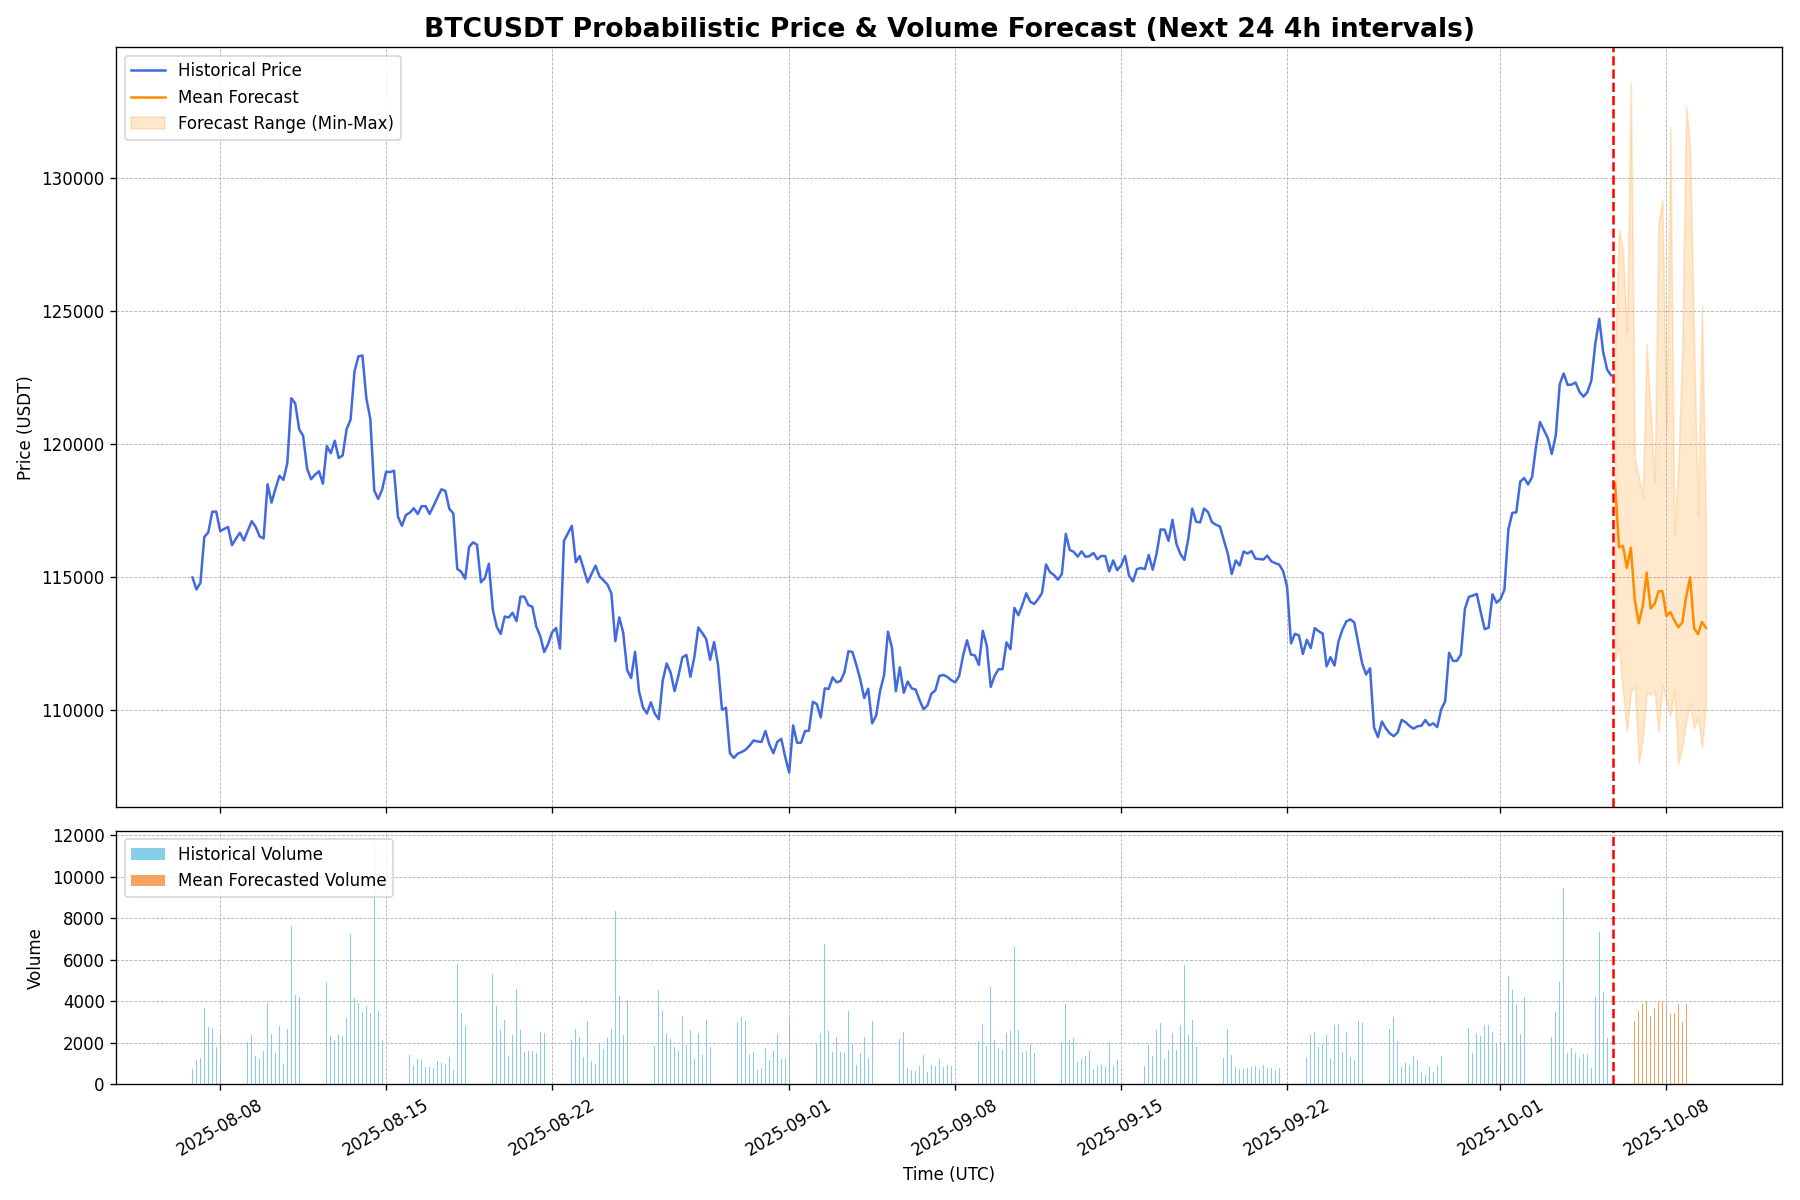 BTCUSDT Probabilistic Price & Volume Forecast (Next 24 4h intervals)
Historical Price
Mean Forecast
Forecast Range (Min-Max)
130000
125000
120000
115000
110000
Price (USDT)
Historical Volume
Mean Forecasted Volume
12000
10000
8000
6000
4000
2000
0
Volume
2025-08-08
2025-08-15
2025-08-22
2025-09-01
2025-09-08
2025-09-15
2025-09-22
2025-10-01
2025-10-08
Time (UTC)